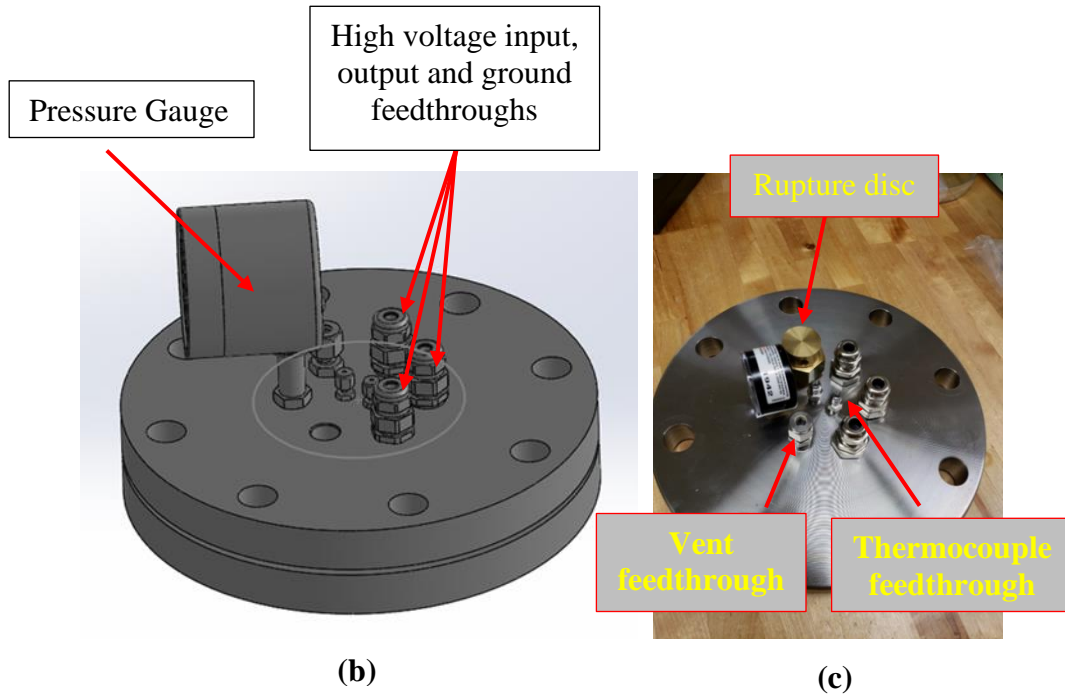 High voltage input,
output and ground
feedthroughs
Pressure Gauge
Rupture disc
Vent
feedthrough
Thermocouple
feedthrough
(b)
(c)